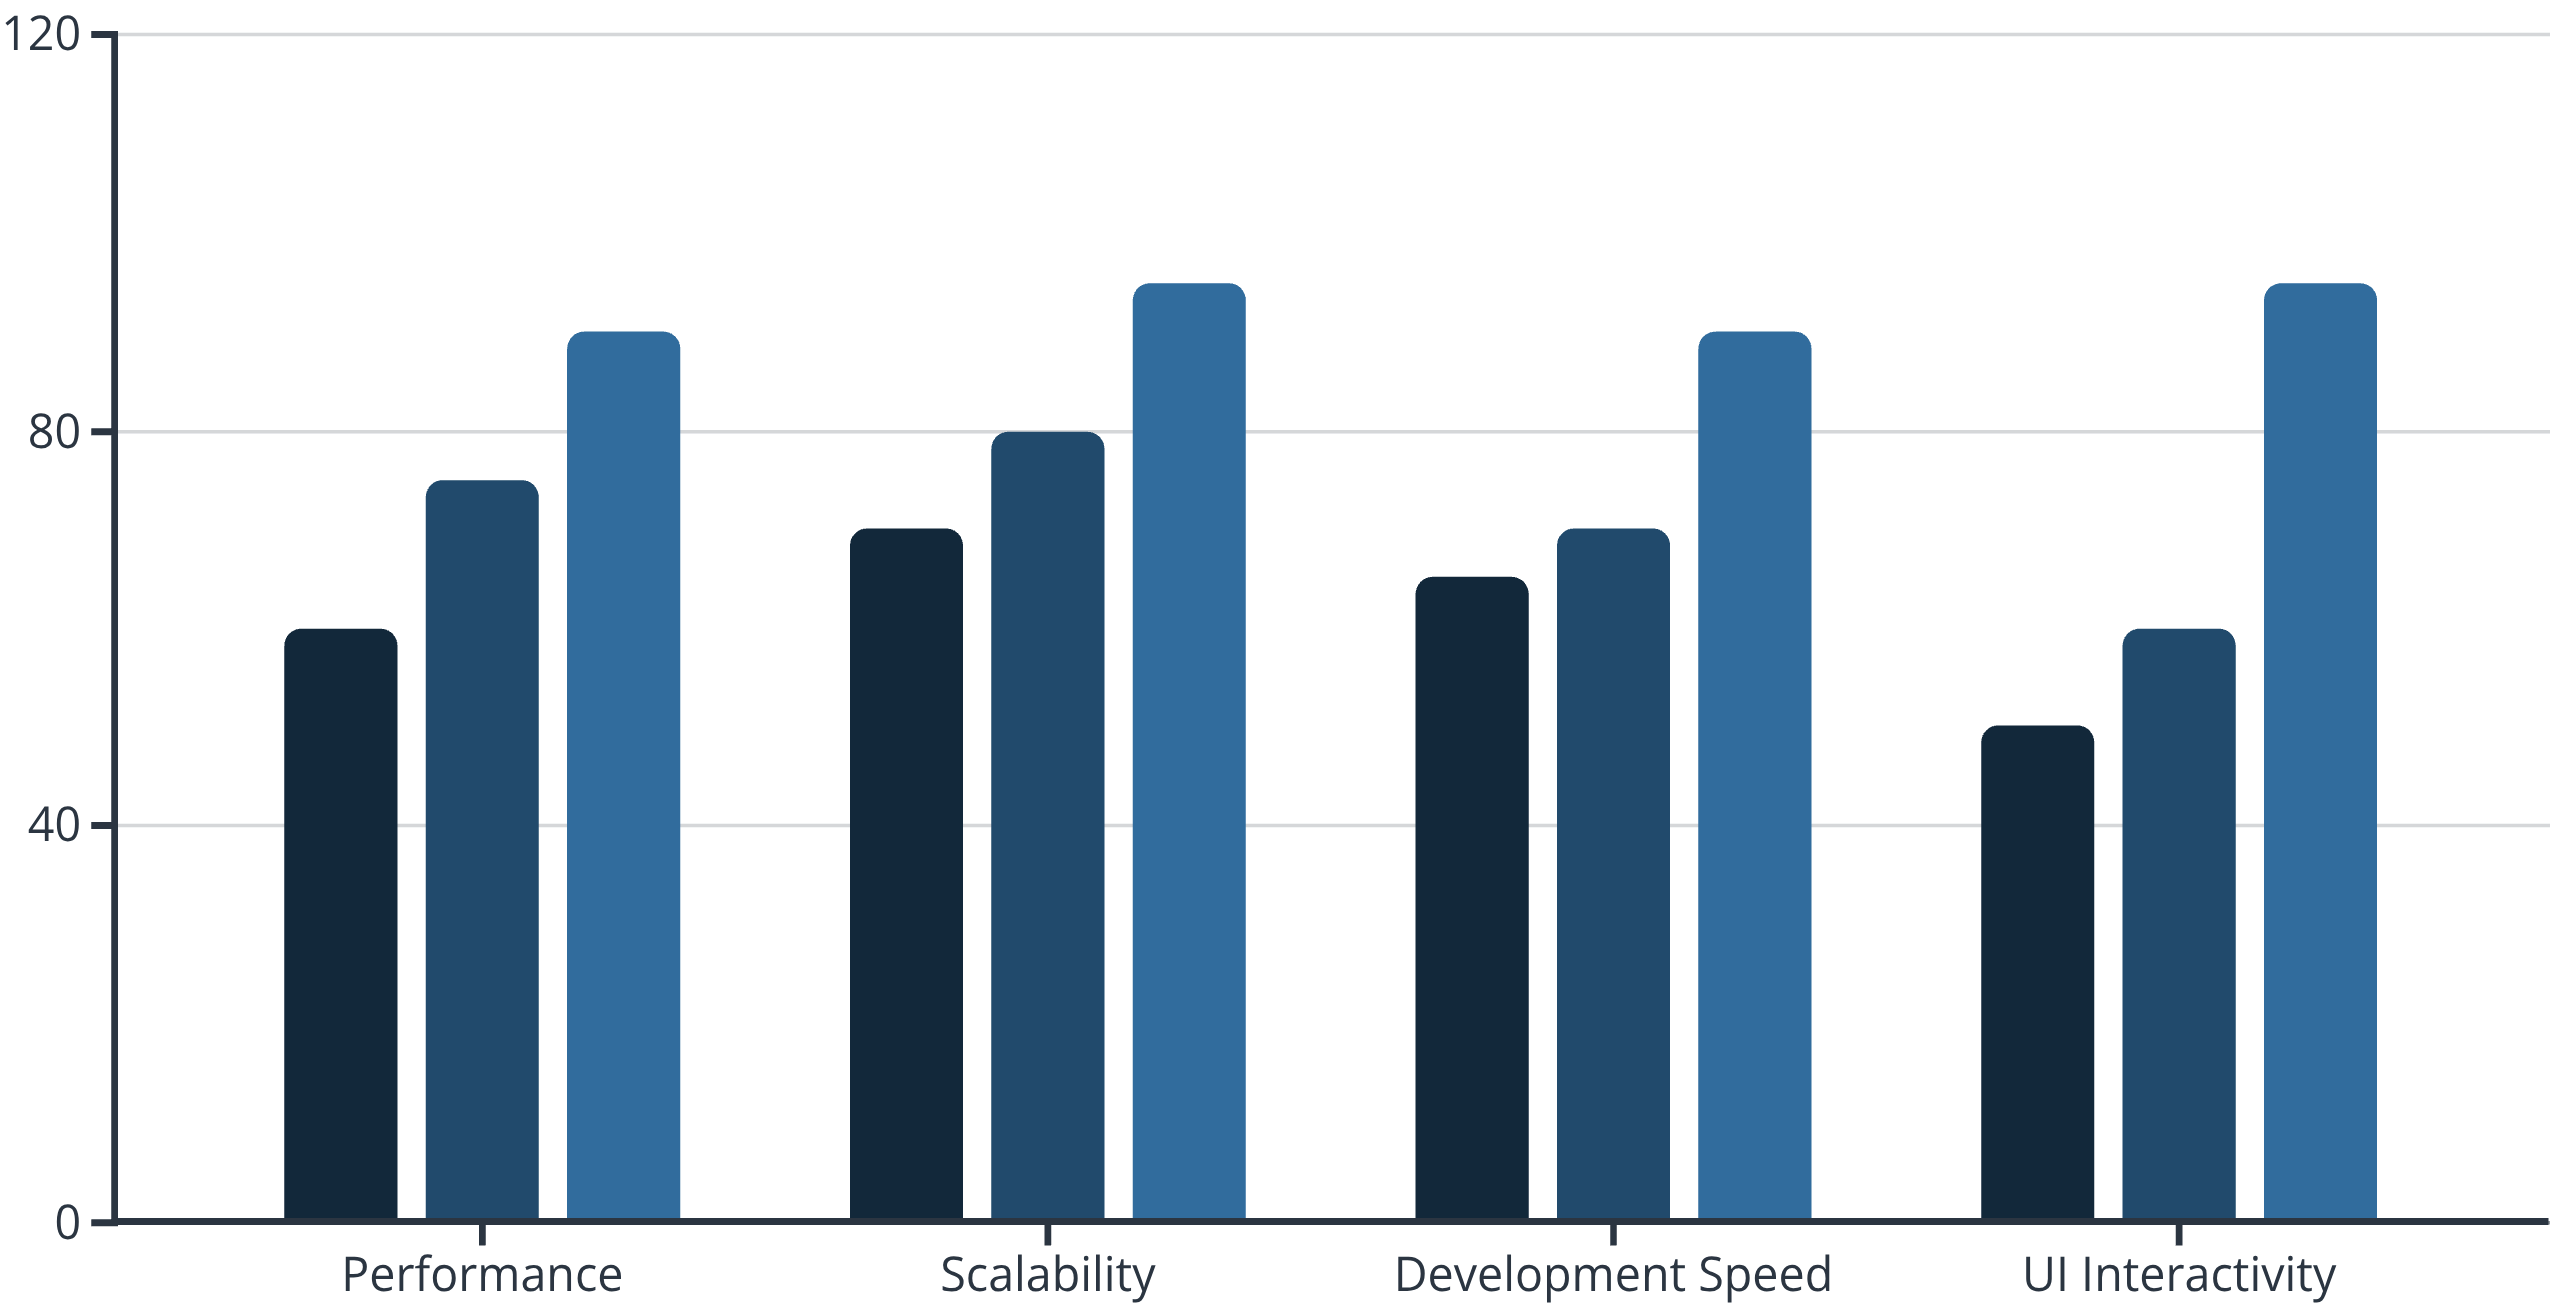 120
80
40
0
Performance
Scalability
Development Speed
UI Interactivity